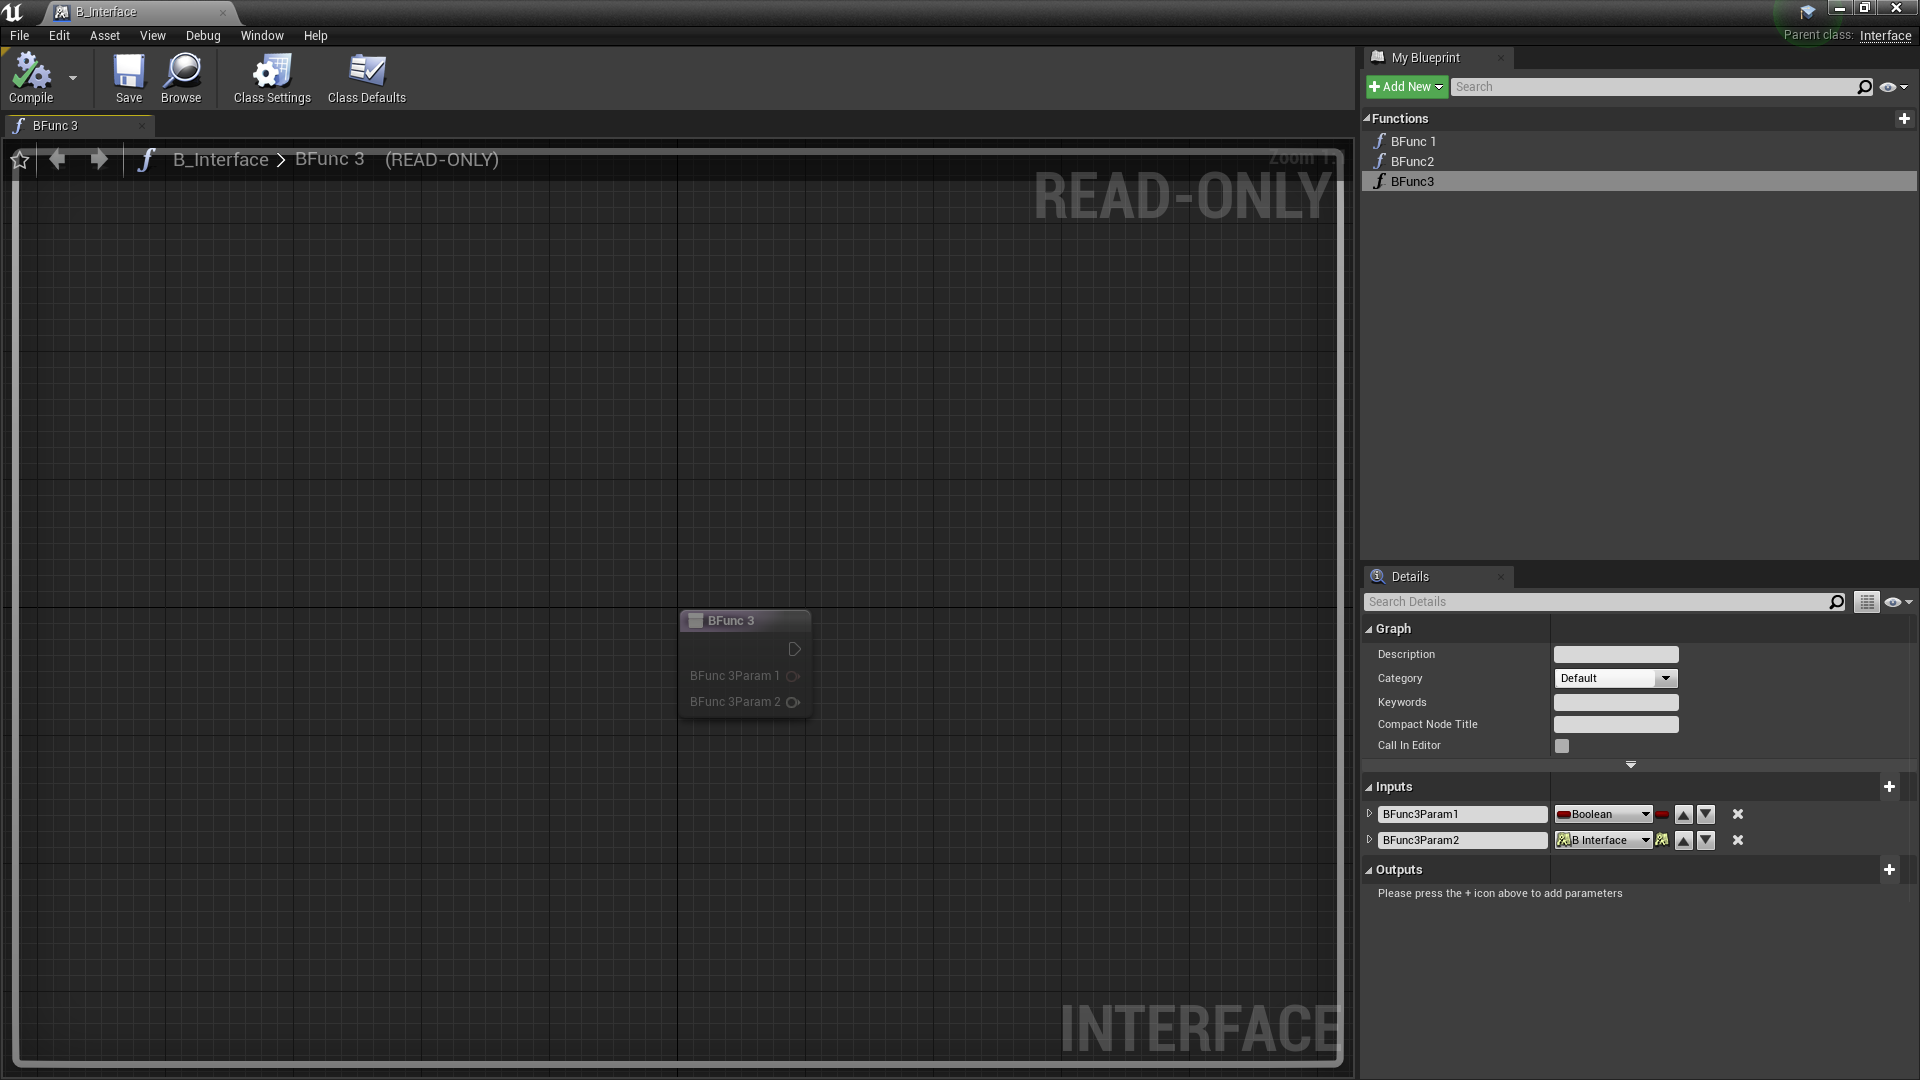 B_Interface
File Edit Asset View Debug Window Help
Parent class: Interface
Compile Save Browse Class Settings Class Defaults
My Blueprint
Add New Search
BFunc 3
Functions
BFunc 1
BFunc2
BFunc3
B_Interface > BFunc 3 (READ-ONLY)
Zoom 1:1
READ-ONLY
BFunc 3
BFunc 3Param 1
BFunc 3Param 2
INTERFACE
Details
Search Details
Graph
Description
Category Default
Keywords
Compact Node Title
Call In Editor
Inputs
BFunc3Param1 Boolean
BFunc3Param2 B Interface
Outputs
Please press the + icon above to add parameters